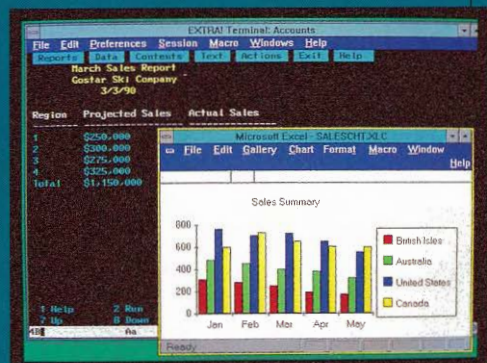 EXTRA! Terminal: Accounts
File Edit Preferences Session Macro Windows Help
Reports Data Contents Text Actions Exit Help
March Sales Report
Gostar Ski Company
3/3/90
Region Projected Sales Actual Sales
1 $250,000
2 $300,000
3 $275,000
4 $325,000
Total $1,150,000
Microsoft Excel - SALESCHT.XLC
File Edit Gallery Chart Format Macro Window
Help
Sales Summary
800
600
400
200
0
Jan Feb Mar Apr May
British Isles
Australia
United States
Canada
1 Help 2 Run
7 Up 8 Down
4B Aa
Ready